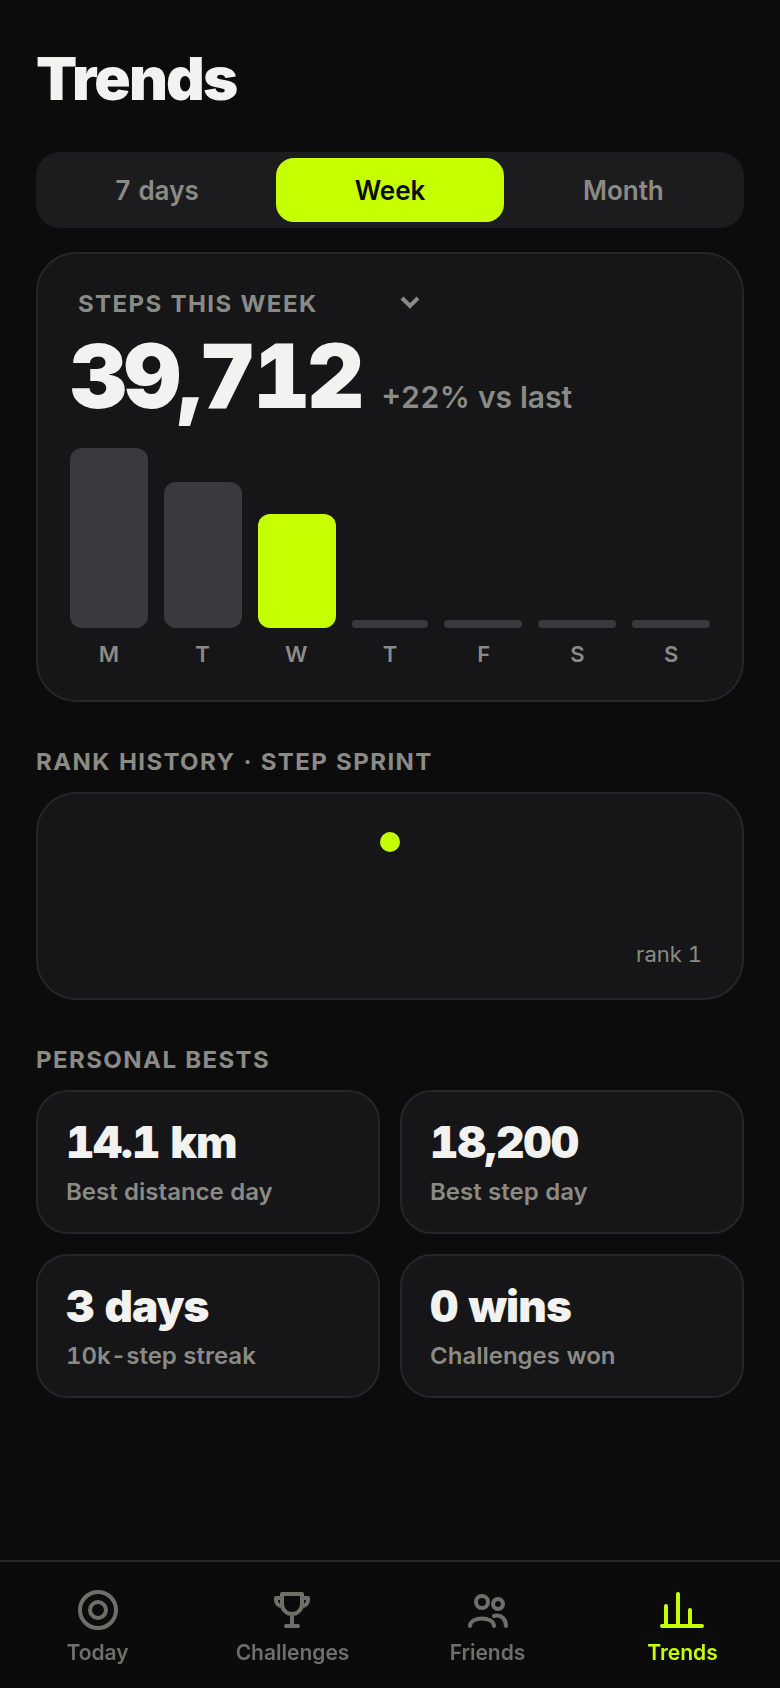 Trends
7 days Week Month
STEPS THIS WEEK
39,712 +22% vs last
M T W T F S S
RANK HISTORY · STEP SPRINT
rank 1
PERSONAL BESTS
14.1 km
Best distance day
18,200
Best step day
3 days
10k-step streak
0 wins
Challenges won
Today Challenges Friends Trends